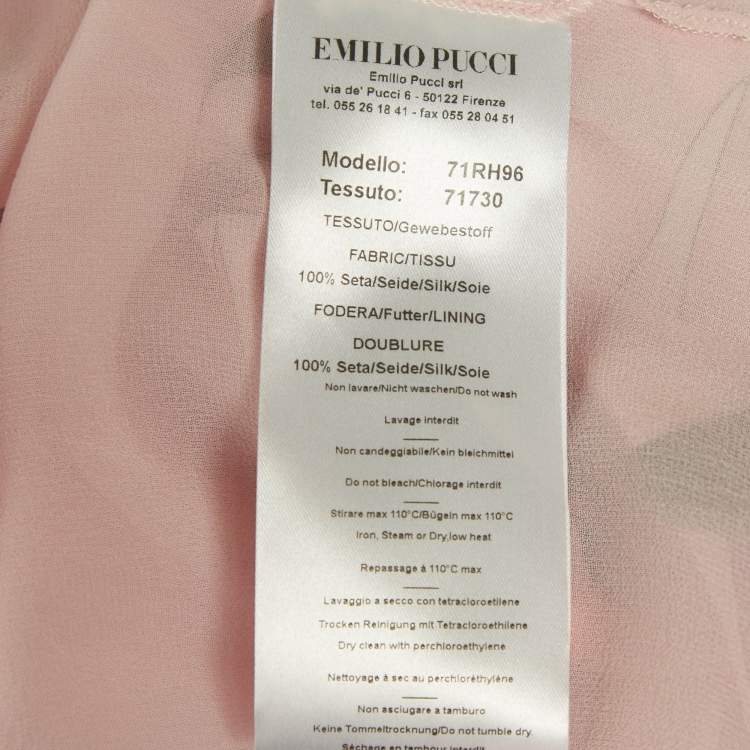 EMILIO PUCCI
Emilio Pucci srl
via de' Pucci 6 - 50122 Firenze
tel. 055 26 18 41 - fax 055 28 04 51
Modello: 71RH96
Tessuto: 71730
TESSUTO/Gewebestoff
FABRIC/TISSU
100% Seta/Seide/Silk/Soie
FODERA/Futter/LINING
DOUBLURE
100% Seta/Seide/Silk/Soie
Non lavare/Nicht waschen/Do not wash
Lavage interdit
Non candeggiabile/Kein bleichmittel
Do not bleach/Chlorage interdit
Stirare max 110°C/Bügeln max 110°C
Iron, Steam or Dry,low heat
Repassage à 110°C max
Lavaggio a secco con tetracloroetilene
Trocken Reinigung mit Tetracloethilene
Dry clean with perchloroethylene
Nettoyage à sec au perchloréthylène
Non asciugare a tamburo
Keine Tommeltrocknung/Do not tumble dry.
Séchage en tambour interdit